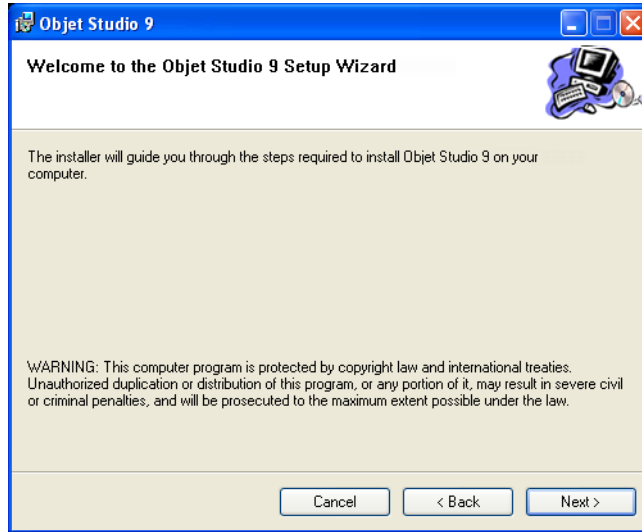 Objet Studio 9
Welcome to the Objet Studio 9 Setup Wizard
The installer will guide you through the steps required to install Objet Studio 9 on your
computer.
WARNING: This computer program is protected by copyright law and international treaties.
Unauthorized duplication or distribution of this program, or any portion of it, may result in severe civil
or criminal penalties, and will be prosecuted to the maximum extent possible under the law.
Cancel
< Back
Next >